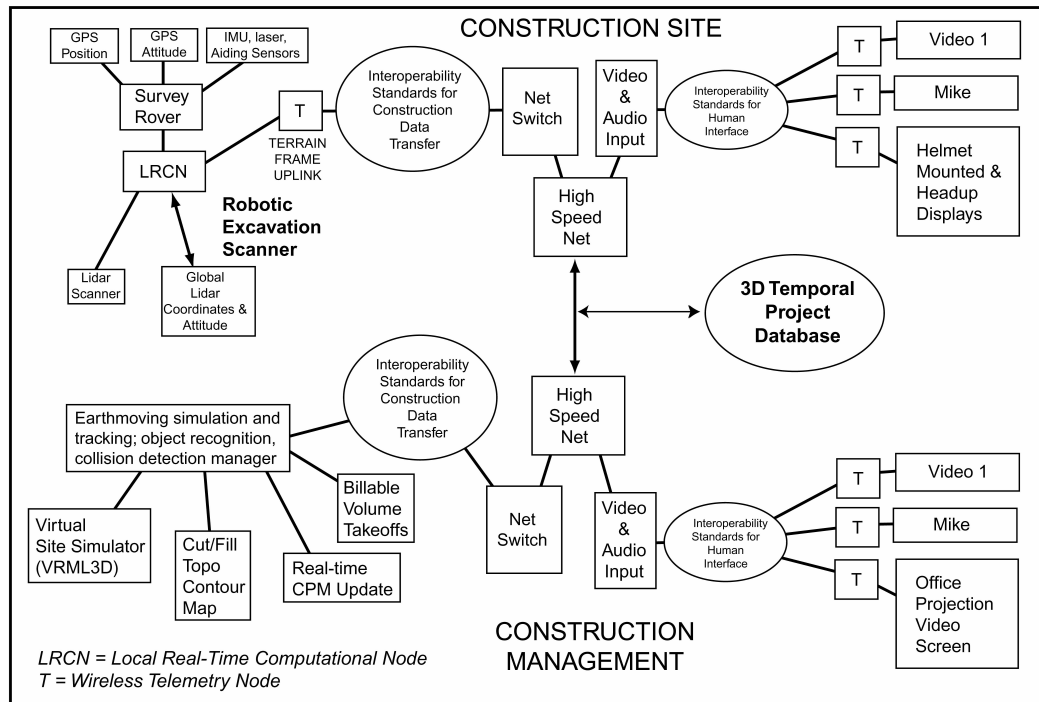 CONSTRUCTION SITE
GPS
Position
GPS
Attitude
IMU, laser,
Aiding Sensors
Survey
Rover
LRCN
T
TERRAIN
FRAME
UPLINK
Robotic
Excavation
Scanner
Lidar
Scanner
Global
Lidar
Coordinates &
Attitude
Interoperability
Standards for
Construction
Data
Transfer
Net
Switch
Video
&
Audio
Input
High
Speed
Net
Interoperability
Standards for
Human
Interface
T
Video 1
T
Mike
T
Helmet
Mounted &
Headup
Displays
3D Temporal
Project
Database
High
Speed
Net
Interoperability
Standards for
Construction
Data
Transfer
Earthmoving simulation and
tracking; object recognition,
collision detection manager
Virtual
Site Simulator
(VRML3D)
Cut/Fill
Topo
Contour
Map
Real-time
CPM Update
Billable
Volume
Takeoffs
Net
Switch
Video
&
Audio
Input
Interoperability
Standards for
Human
Interface
T
Video 1
T
Mike
T
Office
Projection
Video
Screen
CONSTRUCTION
MANAGEMENT
LRCN = Local Real-Time Computational Node
T = Wireless Telemetry Node